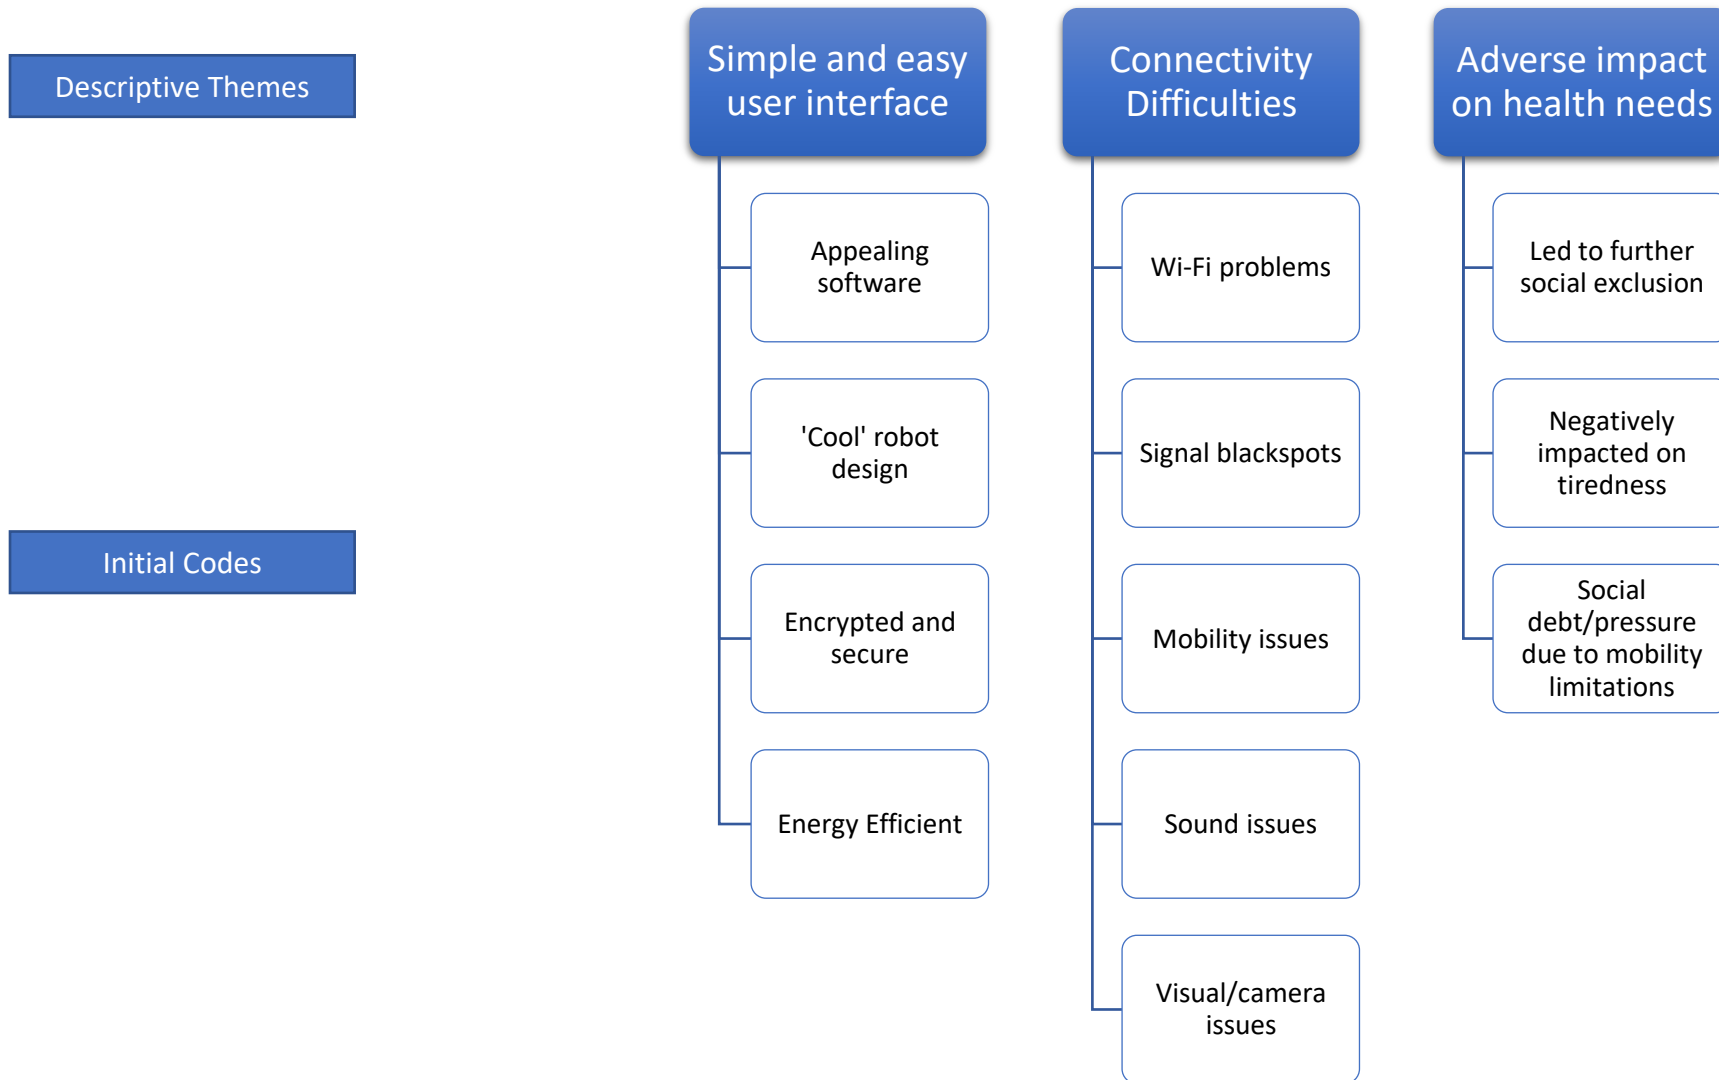 Descriptive Themes
Simple and easy
user interface
Connectivity
Difficulties
Adverse impact
on health needs
Appealing
software
Wi-Fi problems
Led to further
social exclusion
'Cool' robot
design
Signal blackspots
Negatively
impacted on
tiredness
Initial Codes
Encrypted and
secure
Mobility issues
Social
debt/pressure
due to mobility
limitations
Energy Efficient
Sound issues
Visual/camera
issues